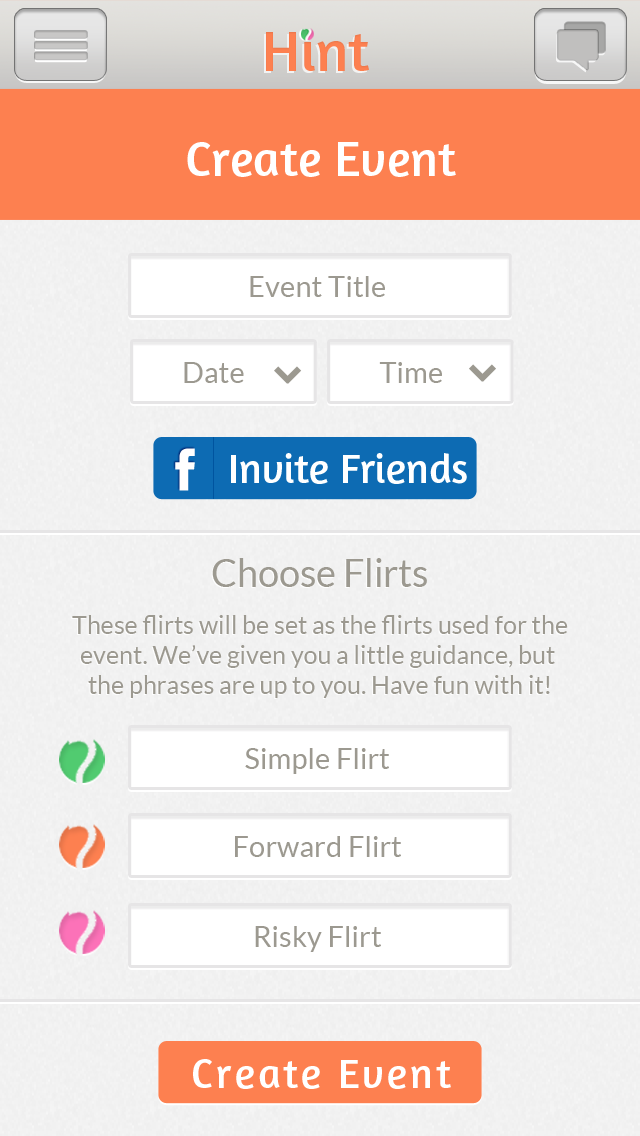 Hint
Create Event
Event Title
Date
Time
f
Invite Friends
Choose Flirts
These flirts will be set as the flirts used for the
event. We’ve given you a little guidance, but
the phrases are up to you. Have fun with it!
Simple Flirt
Forward Flirt
Risky Flirt
Create Event